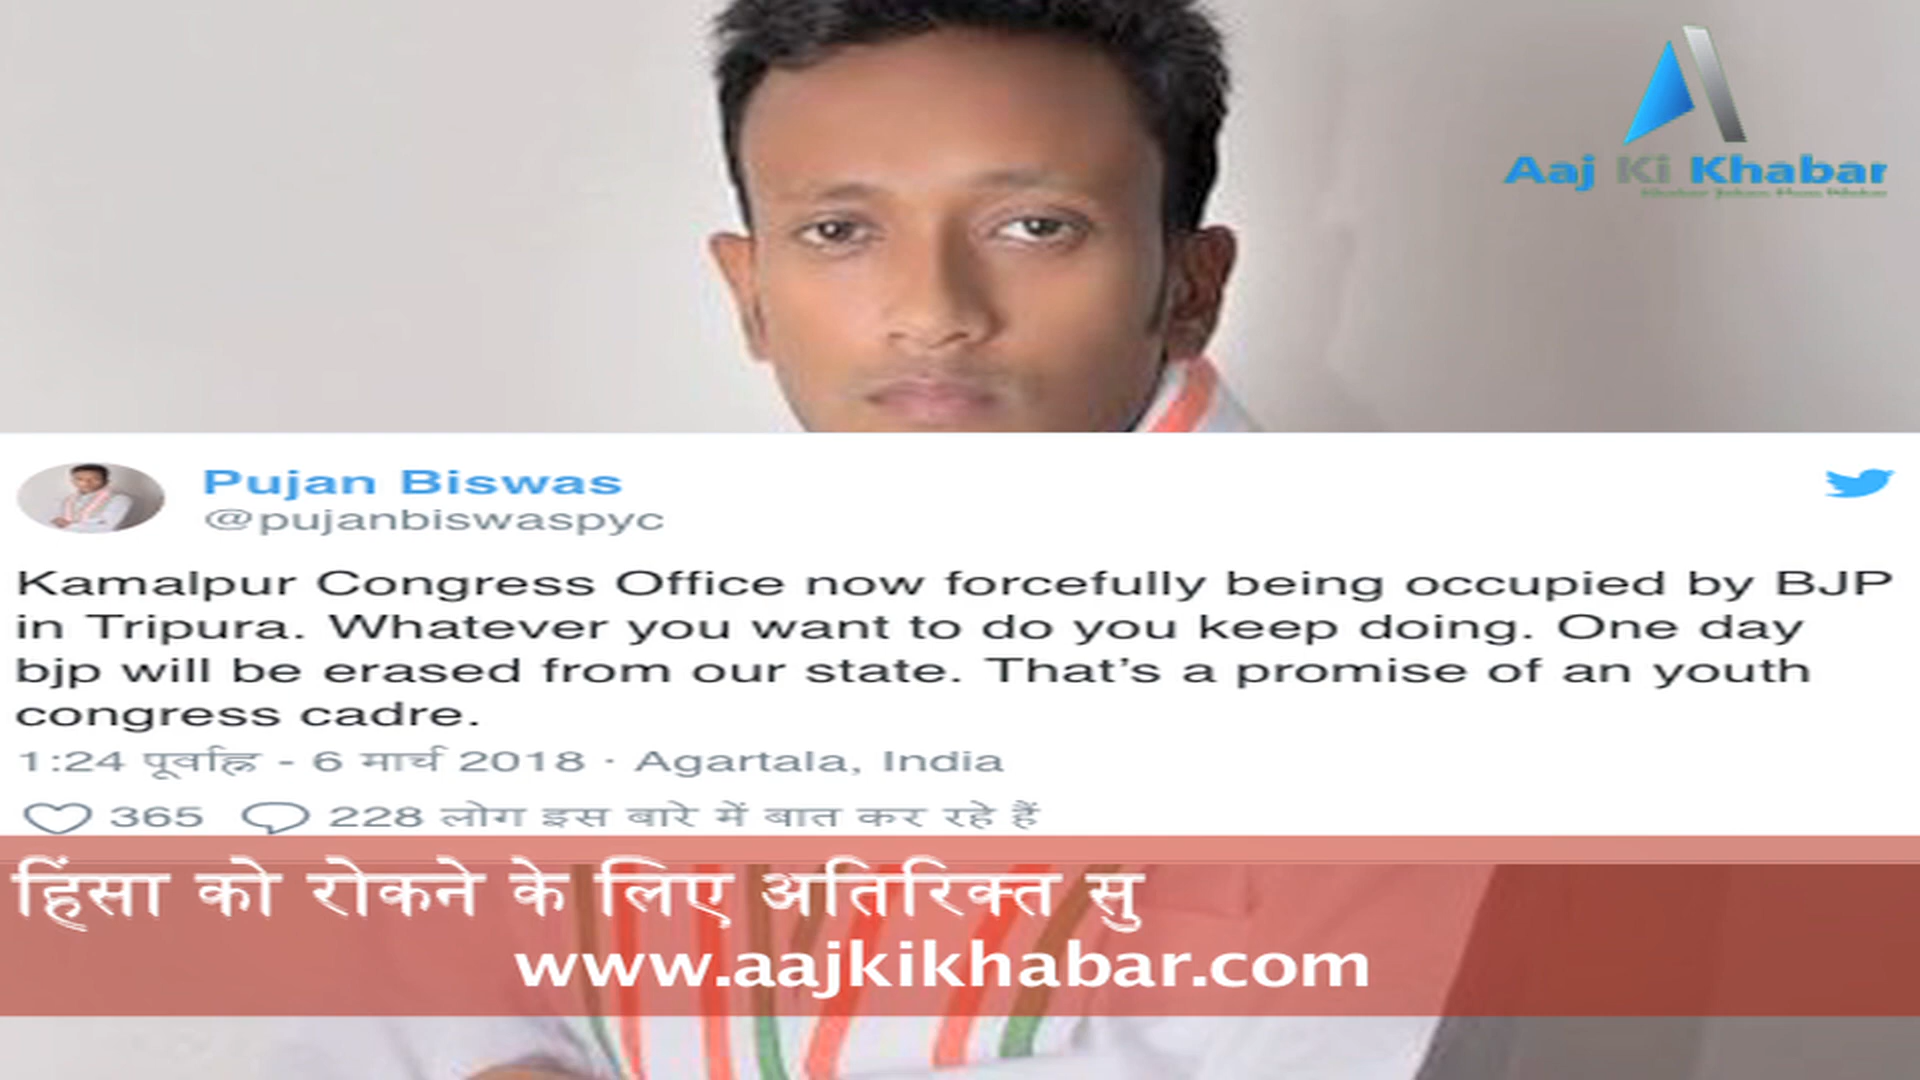 Aaj Ki Khabar
Pujan Biswas
@pujanbiswaspyc
Kamalpur Congress Office now forcefully being occupied by BJP
in Tripura. Whatever you want to do you keep doing. One day
bjp will be erased from our state. That's a promise of an youth
congress cadre.
1:24 पूर्वाह्न - 6 मार्च 2018 · Agartala, India
365 228 लोग इस बारे में बात कर रहे हैं
हिंसा को रोकने के लिए अतिरिक्त सु
www.aajkikhabar.com